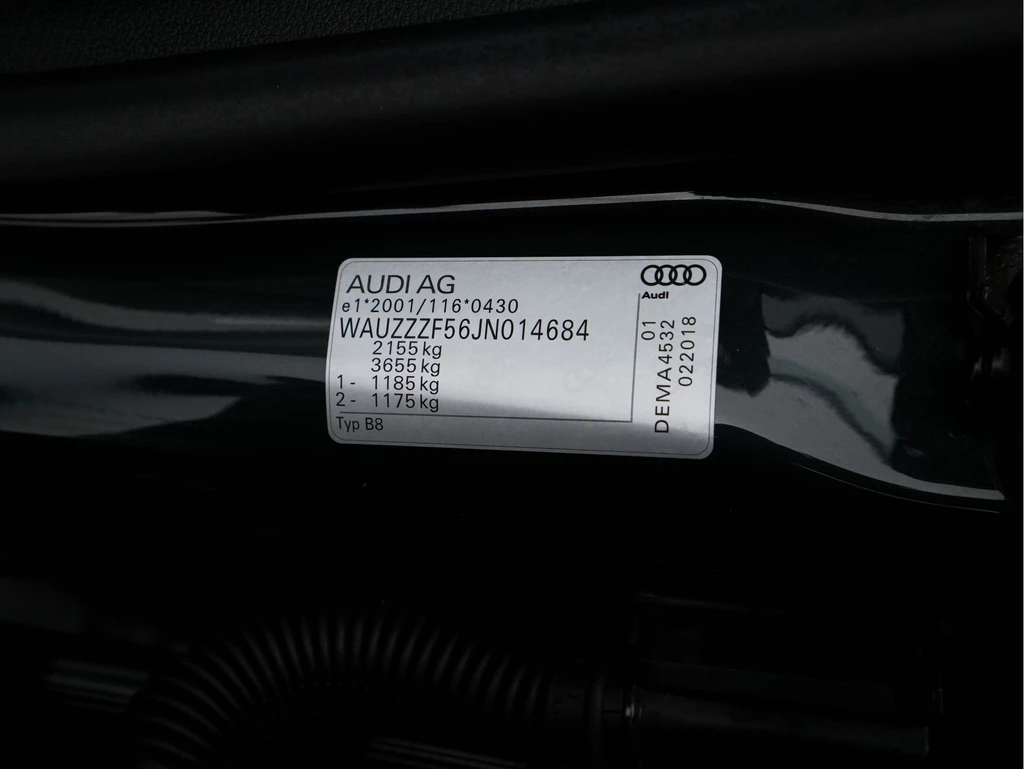 AUDI AG
e1*2001/116*0430
WAUZZZF56JN014684
2155 kg
3655 kg
1 - 1185 kg
2 - 1175 kg
Typ B8
Audi
01
DEMA4532
022018